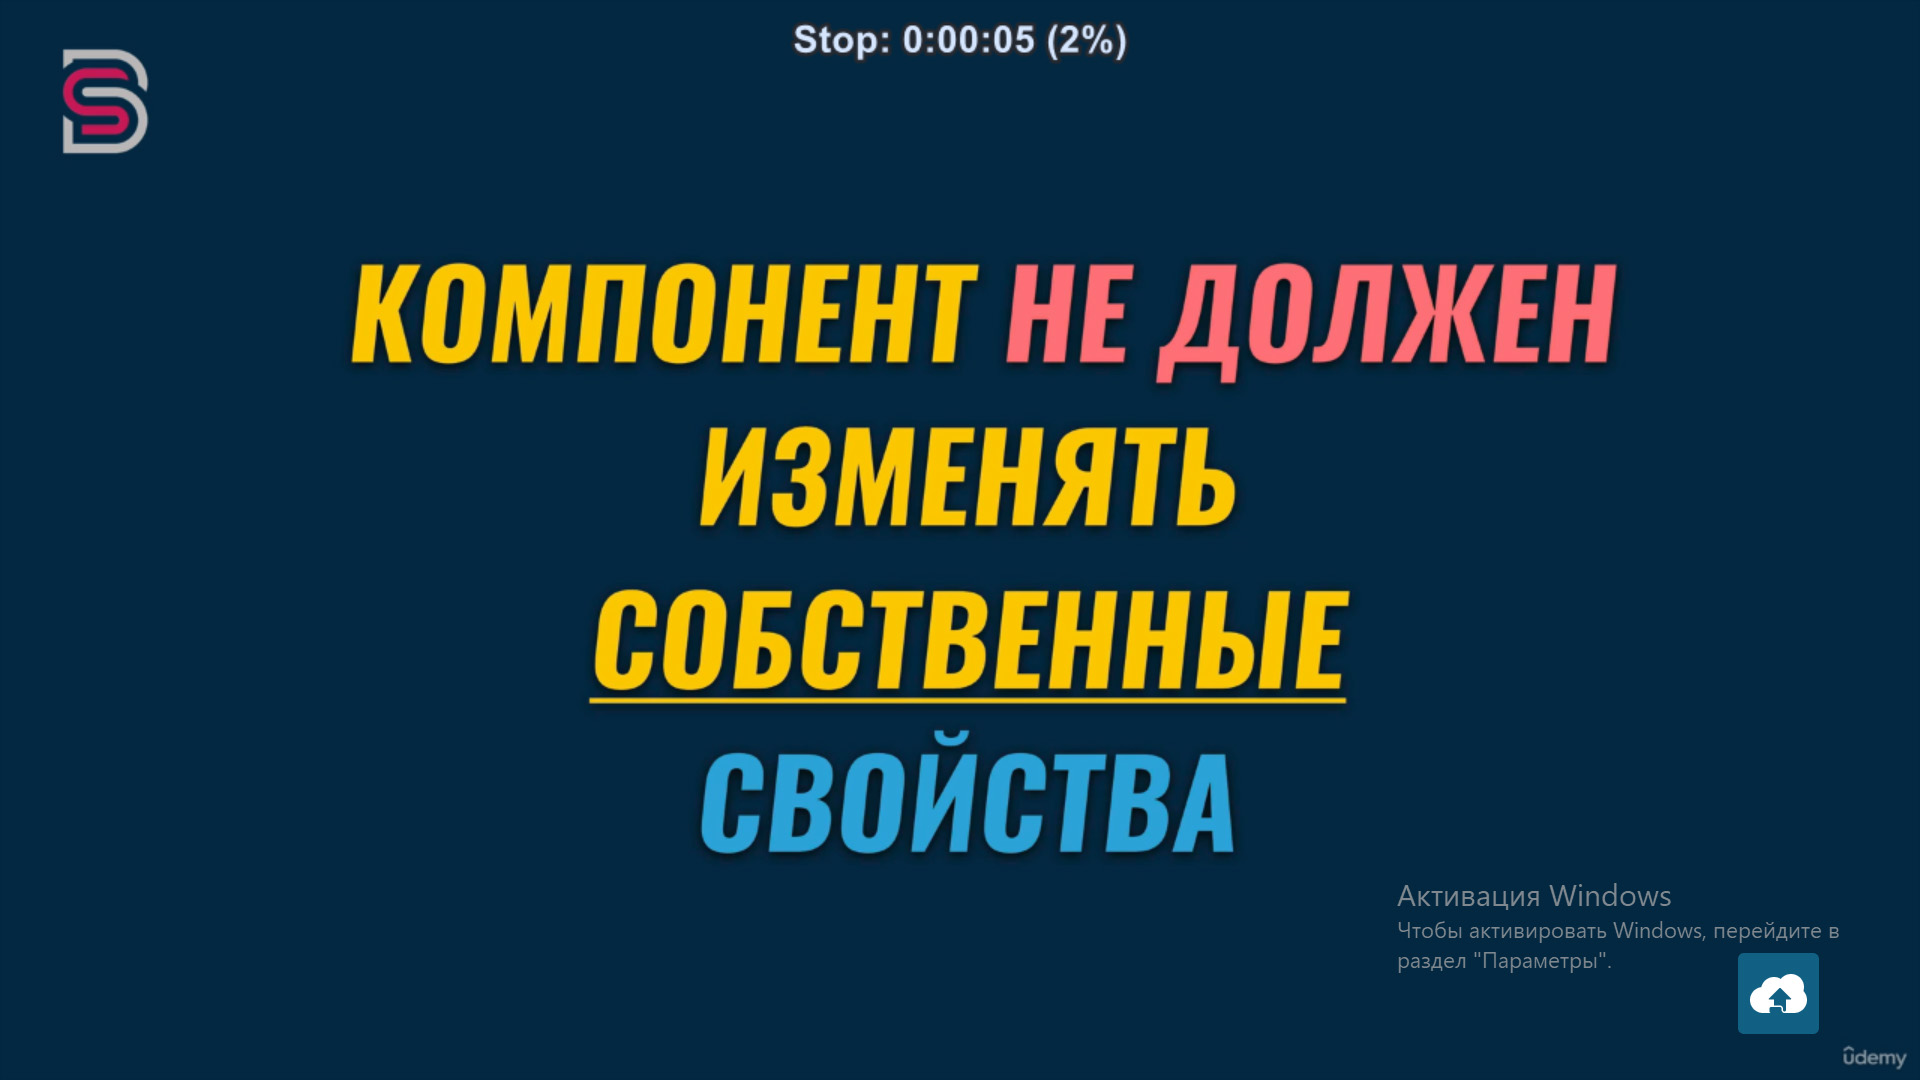 Stop: 0:00:05 (2%)
КОМПОНЕНТ НЕ ДОЛЖЕН
ИЗМЕНЯТЬ
СОБСТВЕННЫЕ
СВОЙСТВА
Активация Windows
Чтобы активировать Windows, перейдите в
раздел "Параметры".
ûdemy